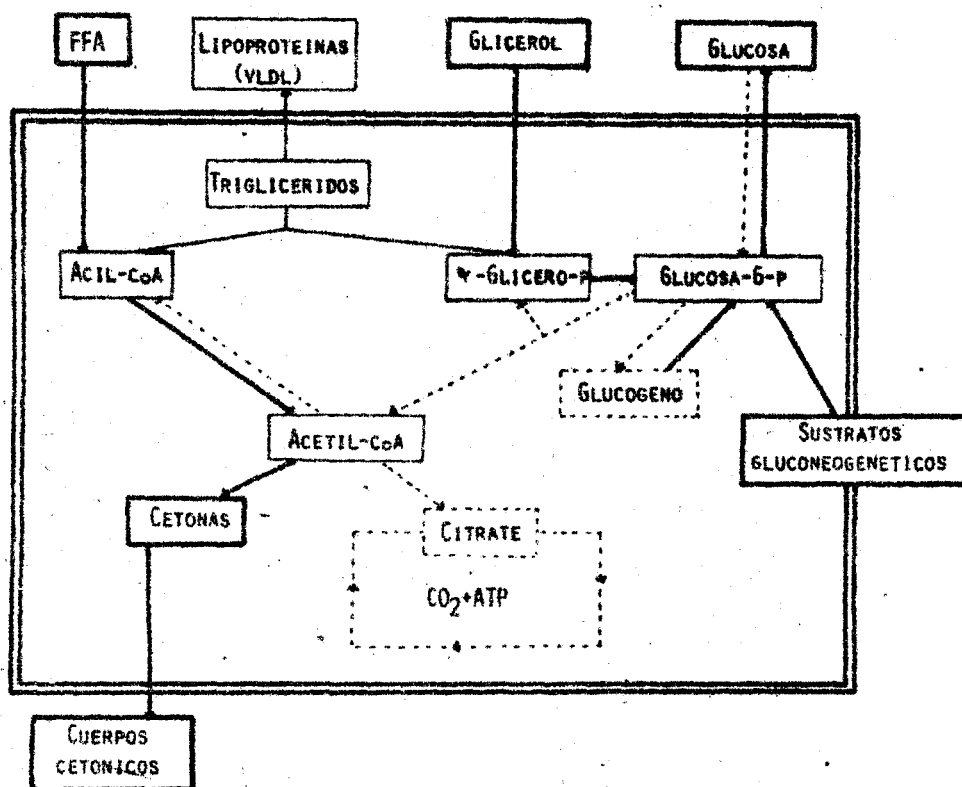 FFA
LIPOPROTEINAS
(VLDL)
GLICEROL
GLUCOSA
TRIGLICERIDOS
ACIL-COA
-GLICERO-P
GLUCOSA-6-P
GLUCOGENO
ACETIL-COA
SUSTRATOS
GLUCONEOGENETICOS
CETONAS
CITRATE
CO2+ATP
CUERPOS
CETONICOS